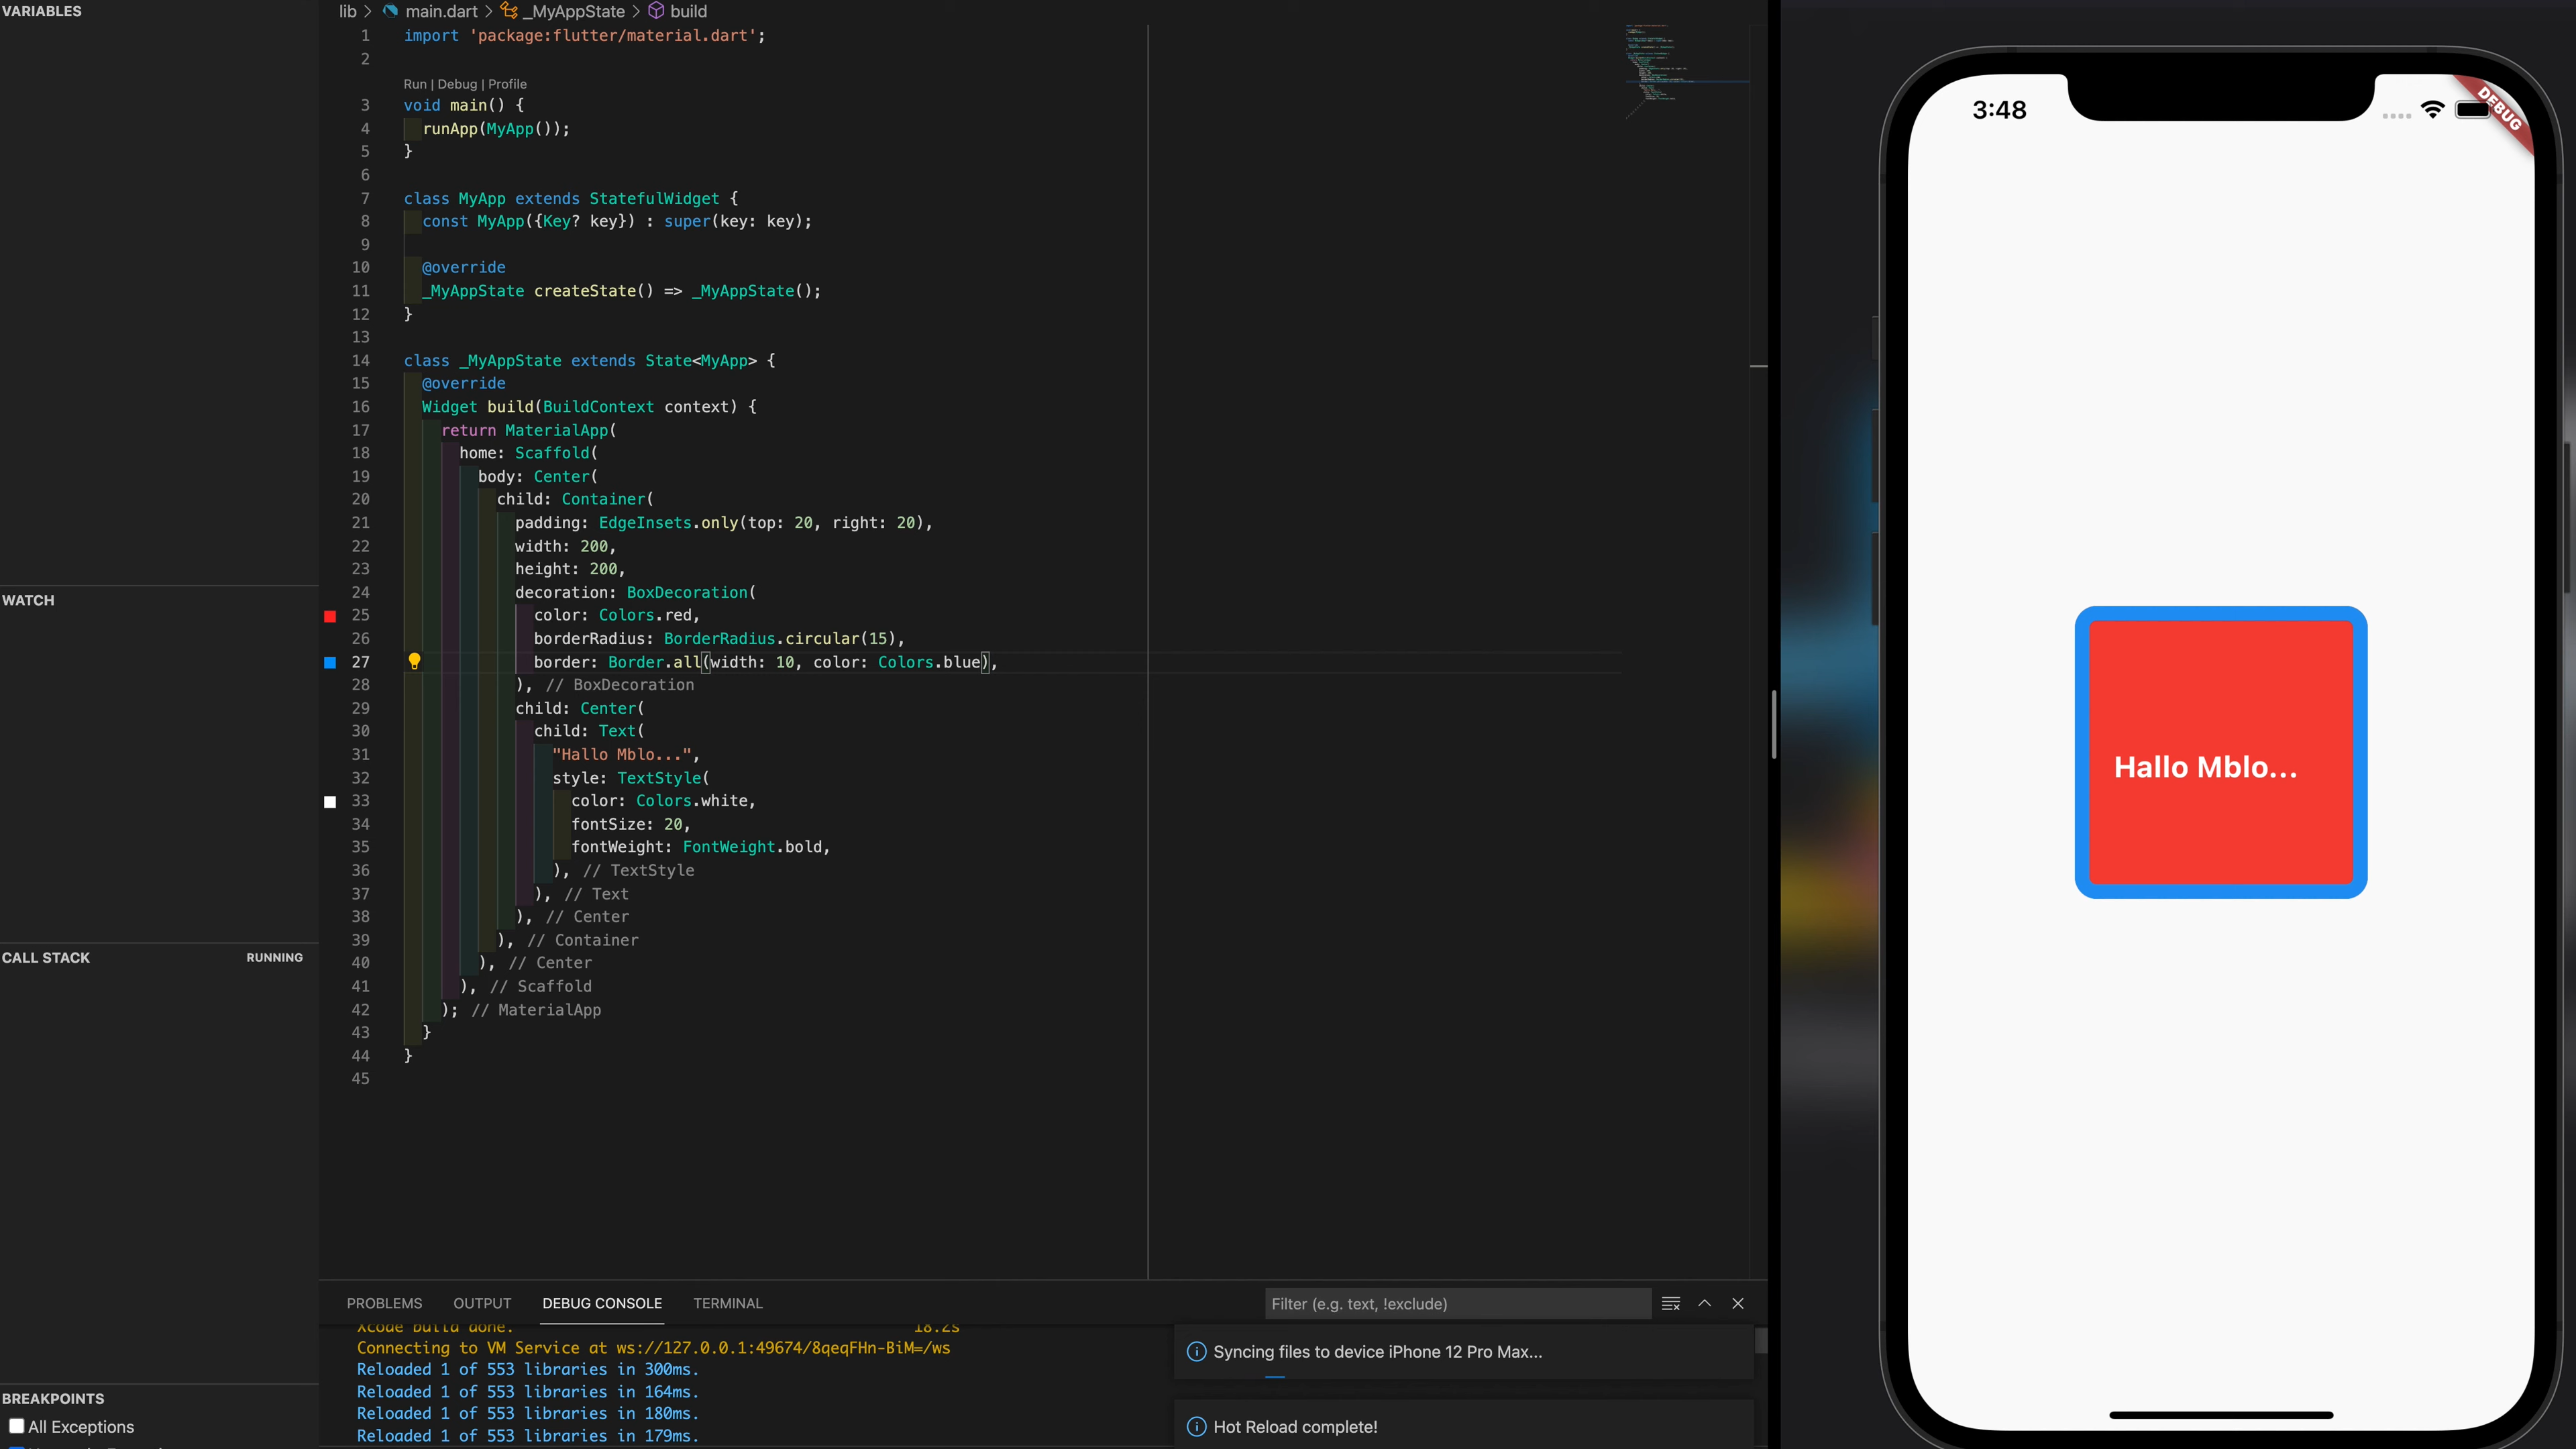 VARIABLES
lib > main.dart > _MyAppState > build
1 import 'package:flutter/material.dart';
2
Run | Debug | Profile
3 void main() {
4 runApp(MyApp());
5 }
6
7 class MyApp extends StatefulWidget {
8 const MyApp({Key? key}) : super(key: key);
9
10 @override
11 _MyAppState createState() => _MyAppState();
12 }
13
14 class _MyAppState extends State<MyApp> {
15 @override
16 Widget build(BuildContext context) {
17 return MaterialApp(
18 home: Scaffold(
19 body: Center(
20 child: Container(
21 padding: EdgeInsets.only(top: 20, right: 20),
22 width: 200,
23 height: 200,
24 decoration: BoxDecoration(
25 color: Colors.red,
26 borderRadius: BorderRadius.circular(15),
27 border: Border.all(width: 10, color: Colors.blue),
28 ), // BoxDecoration
29 child: Center(
30 child: Text(
31 "Hallo Mblo...",
32 style: TextStyle(
33 color: Colors.white,
34 fontSize: 20,
35 fontWeight: FontWeight.bold,
36 ), // TextStyle
37 ), // Text
38 ), // Center
39 ), // Container
40 ), // Center
41 ), // Scaffold
42 ); // MaterialApp
43 }
44 }
45
WATCH
CALL STACK RUNNING
BREAKPOINTS
All Exceptions
PROBLEMS OUTPUT DEBUG CONSOLE TERMINAL
Filter (e.g. text, !exclude)
Xcode build done. 18.2s
Connecting to VM Service at ws://127.0.0.1:49674/8qeqFHn-BiM=/ws
Reloaded 1 of 553 libraries in 300ms.
Reloaded 1 of 553 libraries in 164ms.
Reloaded 1 of 553 libraries in 180ms.
Reloaded 1 of 553 libraries in 179ms.
Syncing files to device iPhone 12 Pro Max...
Hot Reload complete!
3:48
DEBUG
Hallo Mblo...